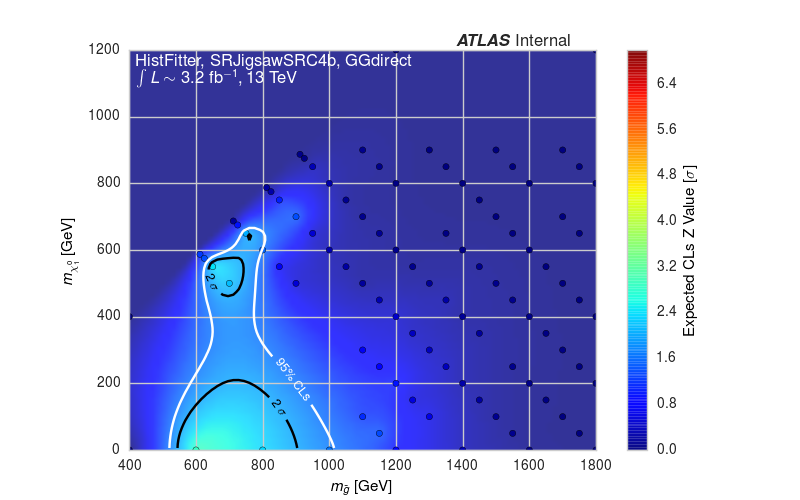 ATLAS Internal
HistFitter, SRJigsawSRC4b, GGdirect
∫ L ∼ 3.2 fb⁻¹, 13 TeV
1200
1000
800
600
400
200
0
400 600 800 1000 1200 1400 1600 1800
m_g̃ [GeV]
m_χ̃₁⁰ [GeV]
2 σ
95% CLs
2 σ
6.4
5.6
4.8
4.0
3.2
2.4
1.6
0.8
0.0
Expected CLs Z Value [σ]